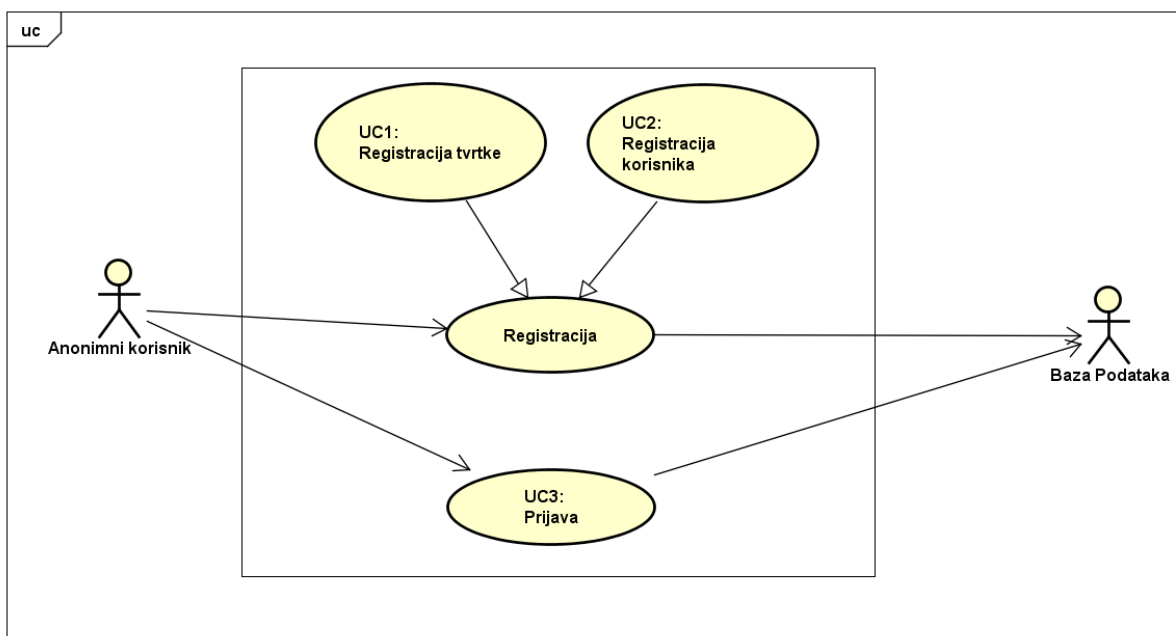 uc
UC1:
Registracija tvrtke
UC2:
Registracija
korisnika
Anonimni korisnik
Registracija
Baza Podataka
UC3:
Prijava